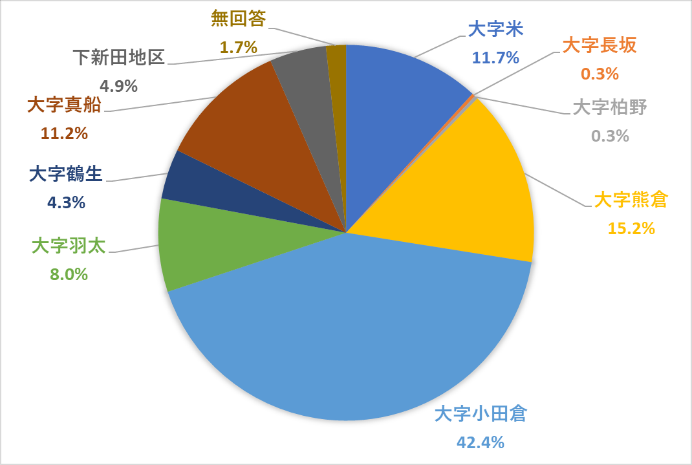 無回答
1.7%
大字米
11.7%
大字長坂
0.3%
大字柏野
0.3%
大字熊倉
15.2%
大字小田倉
42.4%
大字羽太
8.0%
大字鶴生
4.3%
大字真船
11.2%
下新田地区
4.9%